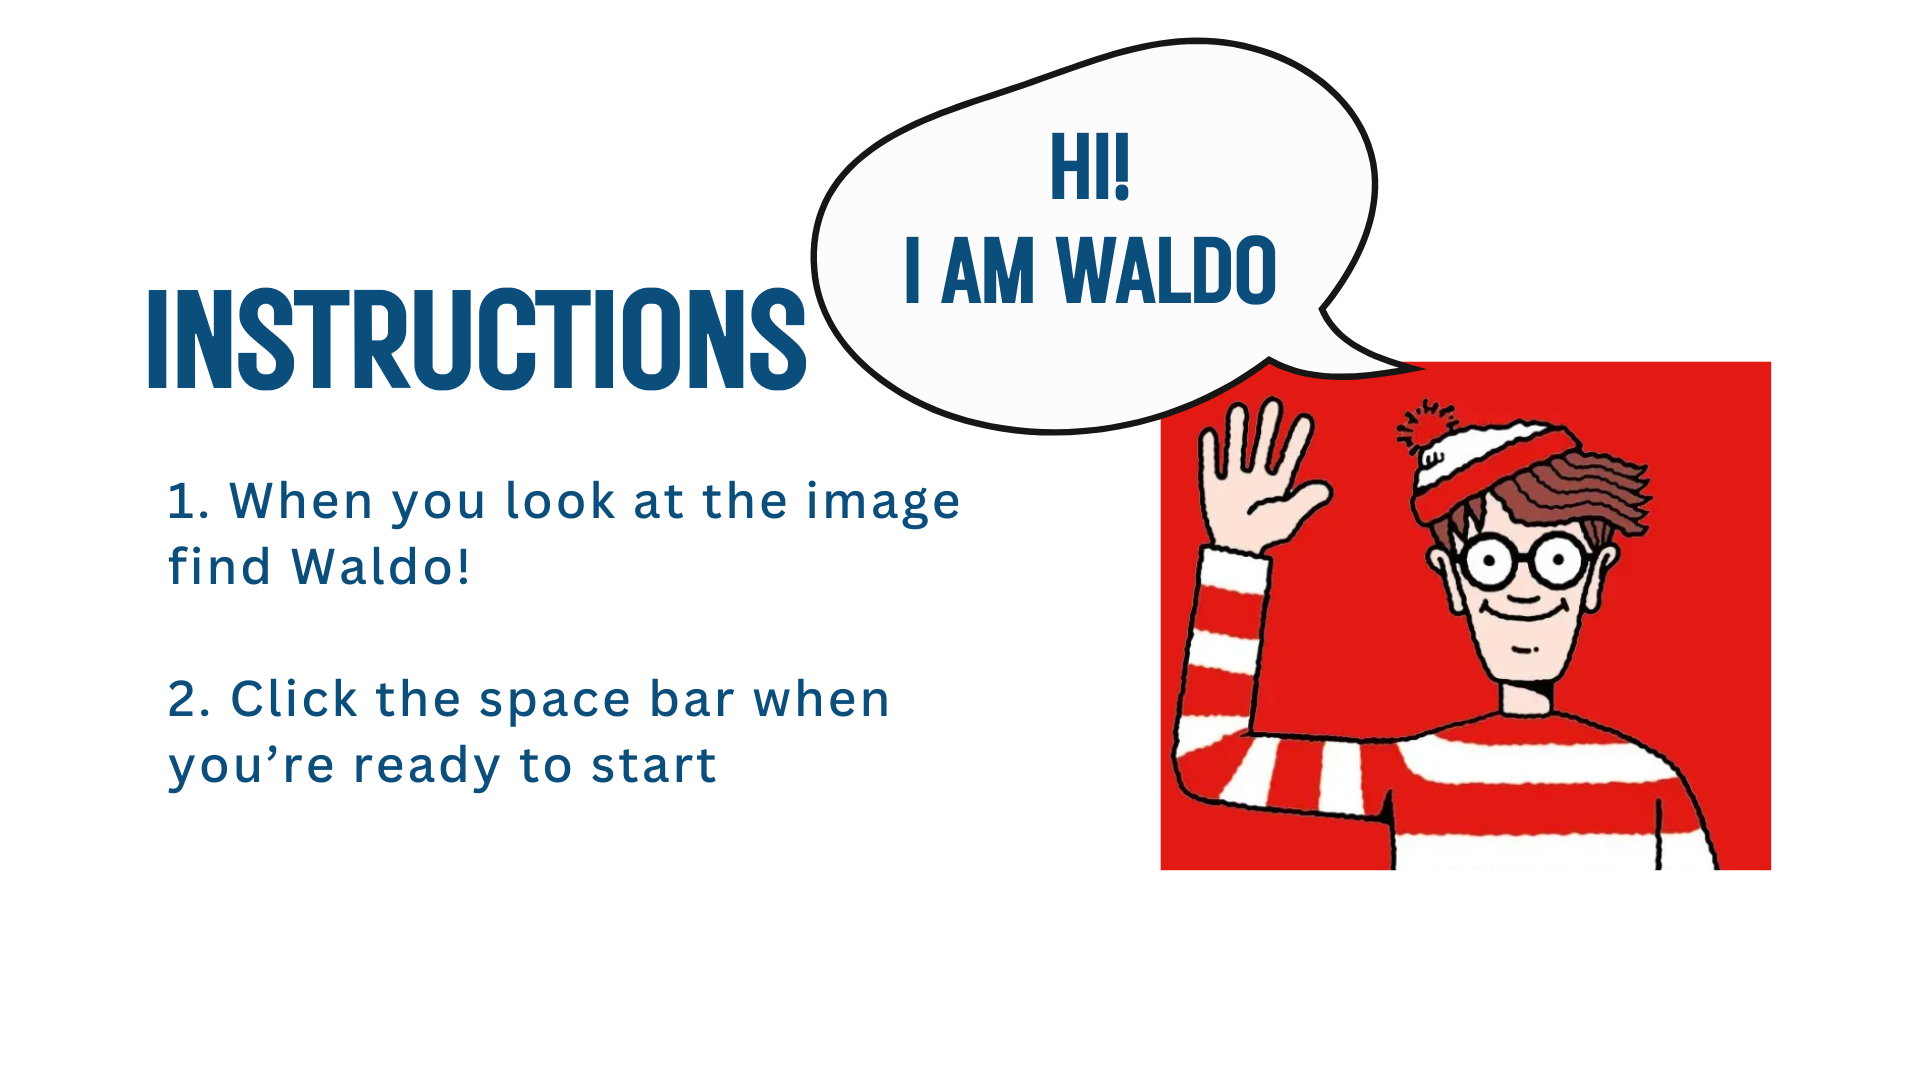 HI!
I AM WALDO
INSTRUCTIONS
1. When you look at the image
find Waldo!
2. Click the space bar when
you’re ready to start